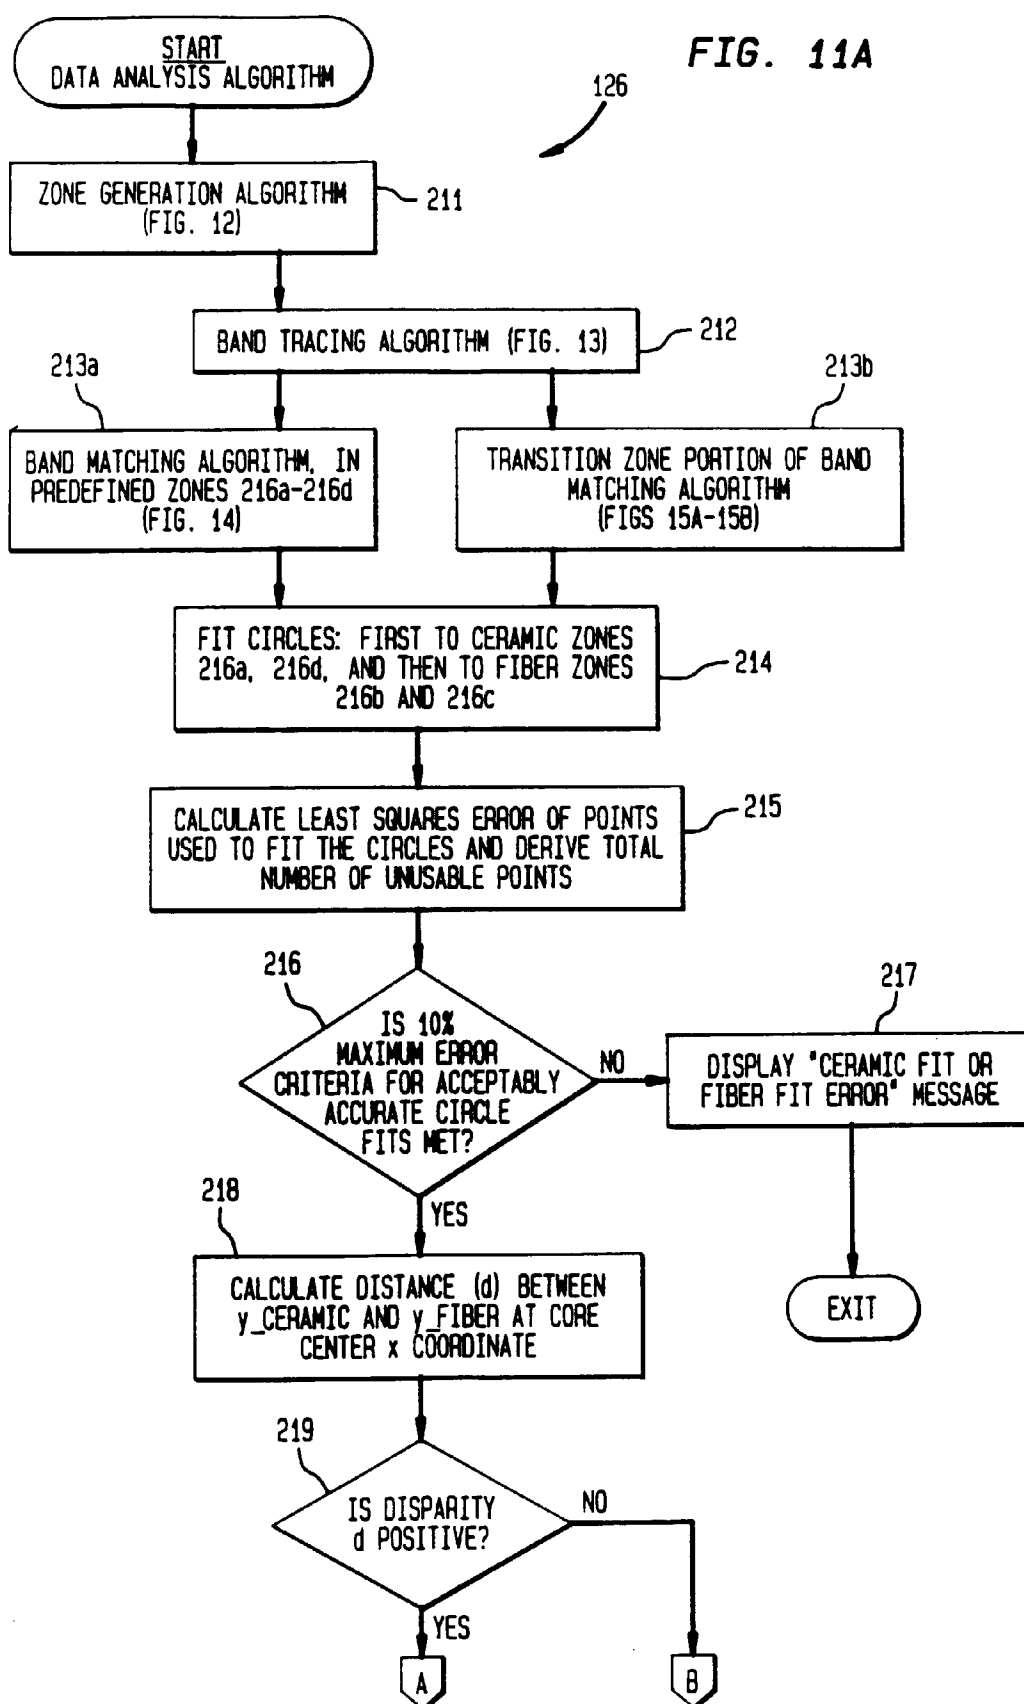 START
DATA ANALYSIS ALGORITHM
FIG. 11A
126
ZONE GENERATION ALGORITHM
(FIG. 12)
211
BAND TRACING ALGORITHM (FIG. 13)
212
213a
213b
BAND MATCHING ALGORITHM, IN
PREDEFINED ZONES 216a-216d
(FIG. 14)
TRANSITION ZONE PORTION OF BAND
MATCHING ALGORITHM
(FIGS 15A-15B)
FIT CIRCLES: FIRST TO CERAMIC ZONES
216a, 216d, AND THEN TO FIBER ZONES
216b AND 216c
214
CALCULATE LEAST SQUARES ERROR OF POINTS
USED TO FIT THE CIRCLES AND DERIVE TOTAL
NUMBER OF UNUSABLE POINTS
215
216
IS 10%
MAXIMUM ERROR
CRITERIA FOR ACCEPTABLY
ACCURATE CIRCLE
FITS MET?
NO
217
DISPLAY "CERAMIC FIT OR
FIBER FIT ERROR" MESSAGE
EXIT
YES
218
CALCULATE DISTANCE (d) BETWEEN
y_CERAMIC AND y_FIBER AT CORE
CENTER x COORDINATE
219
IS DISPARITY
d POSITIVE?
NO
YES
A
B